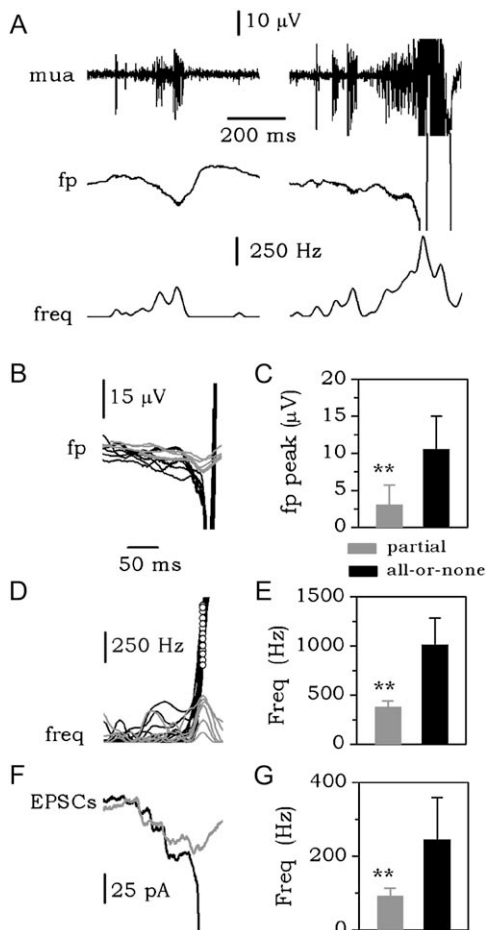 A
10 µV
mua
200 ms
fp
250 Hz
freq
B
15 µV
fp
50 ms
C
fp peak (µV)
20
15
10
5
0
**
partial
all-or-none
D
250 Hz
freq
E
Freq (Hz)
1500
1000
500
0
**
F
EPSCs
25 pA
G
Freq (Hz)
400
200
0
**